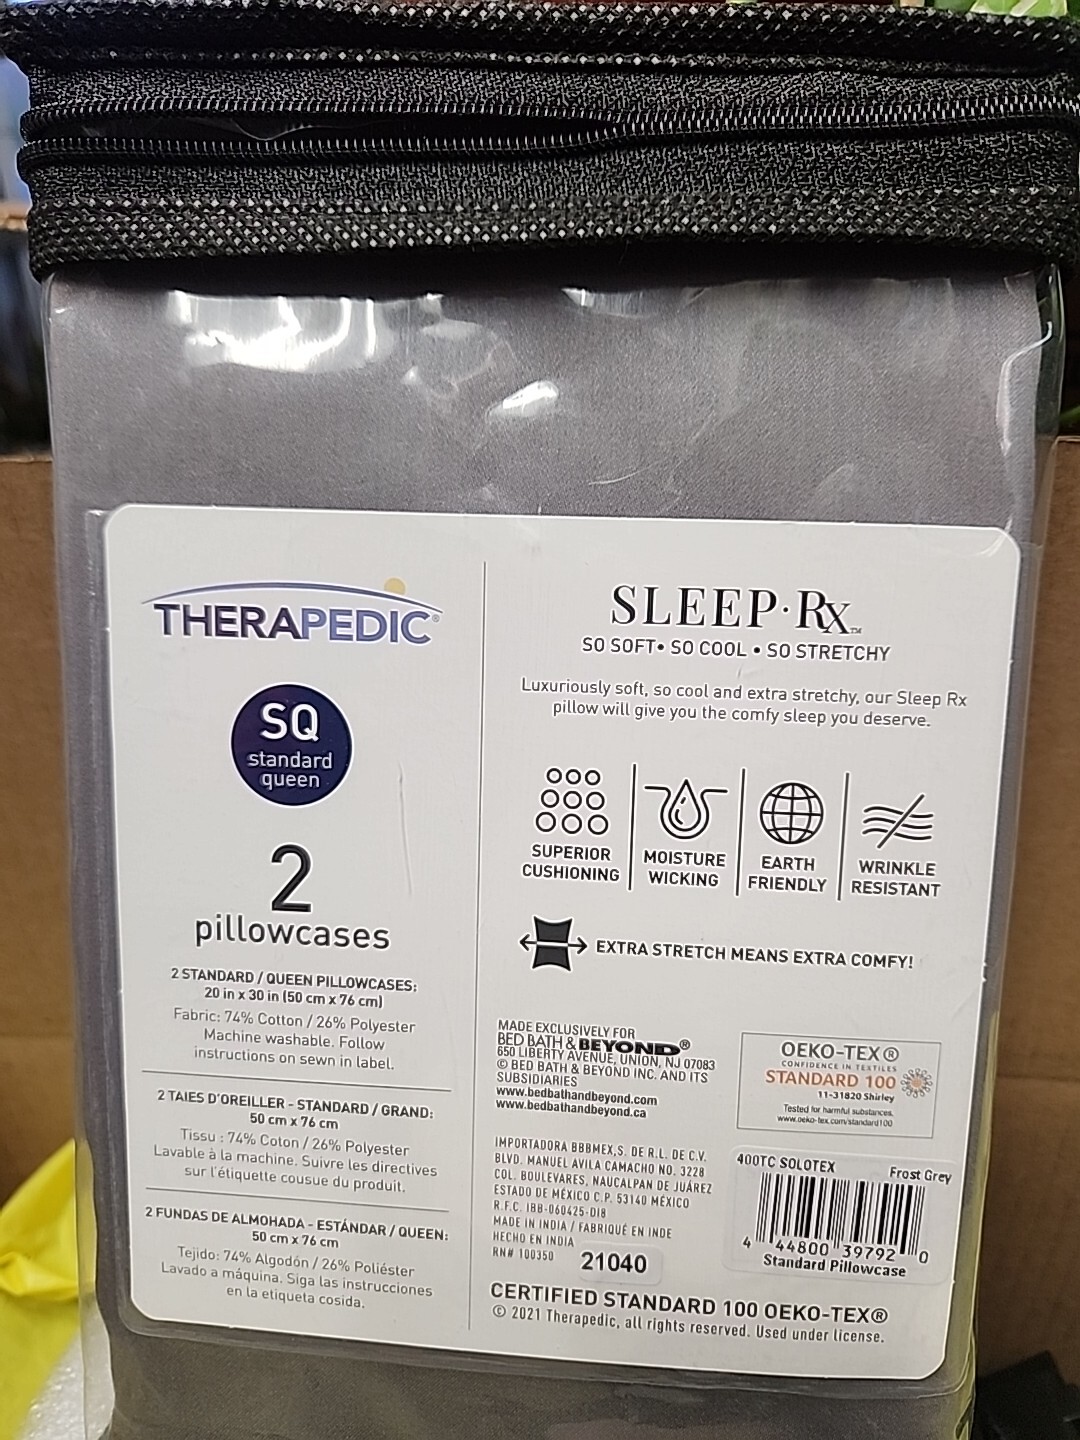 THERAPEDIC®
SQ
standard
queen
2
pillowcases
2 STANDARD / QUEEN PILLOWCASES:
20 in x 30 in (50 cm x 76 cm)
Fabric: 74% Cotton / 26% Polyester
Machine washable. Follow
instructions on sewn in label.
2 TAIES D'OREILLER - STANDARD / GRAND:
50 cm x 76 cm
Tissu : 74% Coton / 26% Polyester
Lavable à la machine. Suivre les directives
sur l'étiquette cousue du produit.
2 FUNDAS DE ALMOHADA - ESTÁNDAR / QUEEN:
50 cm x 76 cm
Tejido: 74% Algodón / 26% Poliéster
Lavado a máquina. Siga las instrucciones
en la etiqueta cosida.
SLEEP·Rx™
SO SOFT• SO COOL • SO STRETCHY
Luxuriously soft, so cool and extra stretchy, our Sleep Rx
pillow will give you the comfy sleep you deserve.
SUPERIOR
CUSHIONING
MOISTURE
WICKING
EARTH
FRIENDLY
WRINKLE
RESISTANT
EXTRA STRETCH MEANS EXTRA COMFY!
MADE EXCLUSIVELY FOR
BED BATH & BEYOND®
650 LIBERTY AVENUE, UNION, NJ 07083
© BED BATH & BEYOND INC. AND ITS
SUBSIDIARIES
www.bedbathandbeyond.com
www.bedbathandbeyond.ca
OEKO-TEX®
CONFIDENCE IN TEXTILES
STANDARD 100
11-31820 Shirley
Tested for harmful substances.
www.oeko-tex.com/standard100
IMPORTADORA BBBMEX,S. DE R.L. DE C.V.
BLVD. MANUEL AVILA CAMACHO NO. 3228
COL. BOULEVARES, NAUCALPAN DE JUÁREZ
ESTADO DE MÉXICO C.P. 53140 MÉXICO
R.F.C. IBB-060425-DI8
MADE IN INDIA / FABRIQUÉ EN INDE
HECHO EN INDIA
RN# 100350
21040
400TC SOLOTEX
Frost Grey
4 44800 39792 0
Standard Pillowcase
CERTIFIED STANDARD 100 OEKO-TEX®
© 2021 Therapedic, all rights reserved. Used under license.